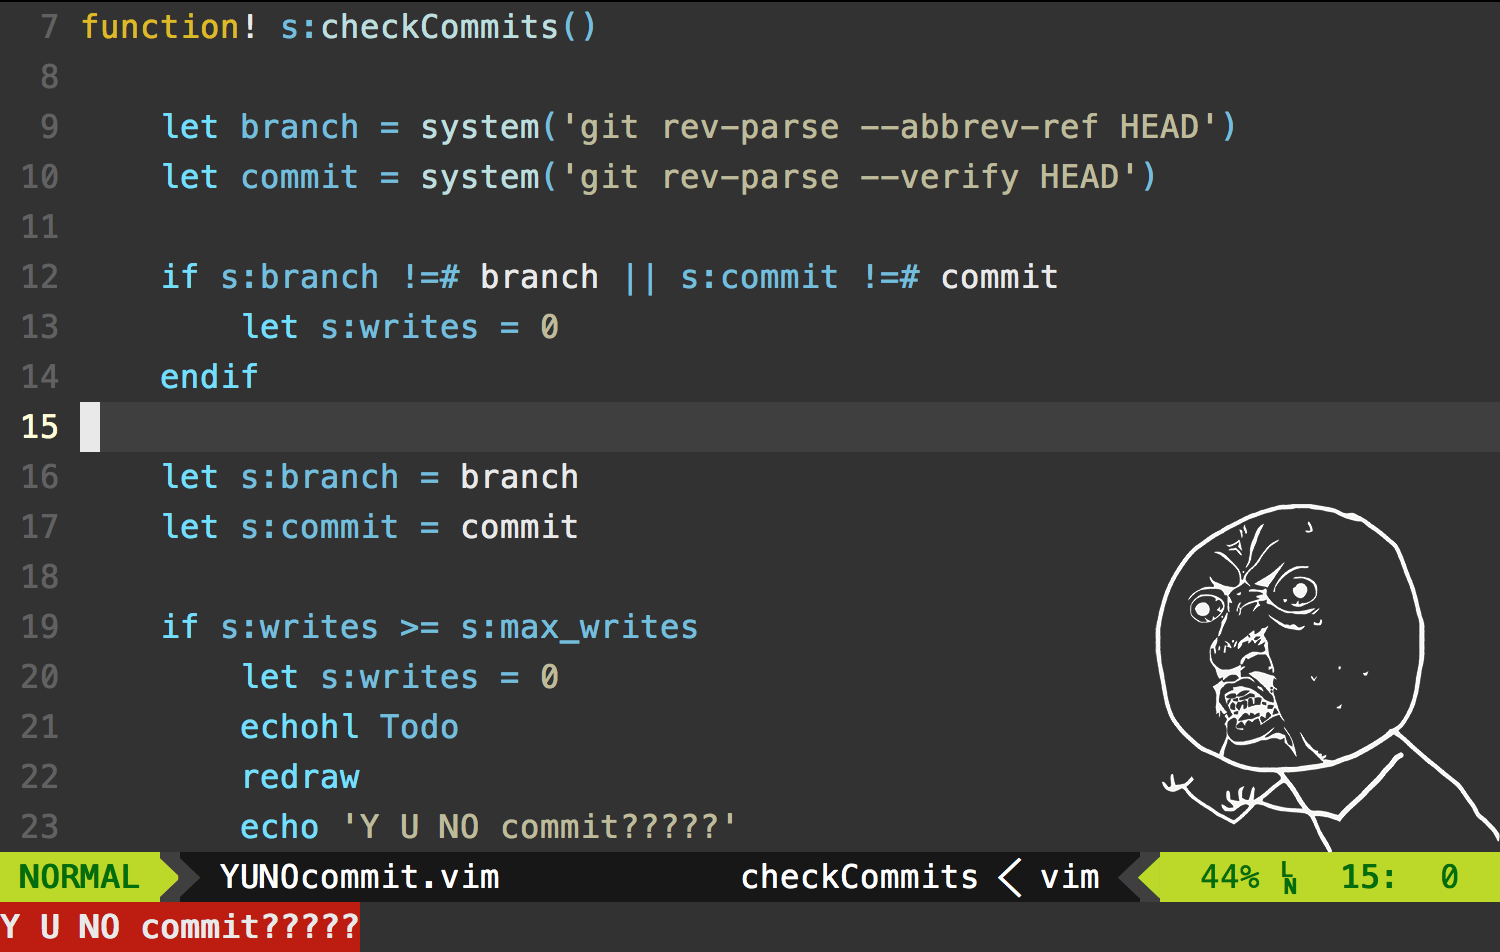 7 function! s:checkCommits()
8
9 let branch = system('git rev-parse --abbrev-ref HEAD')
10 let commit = system('git rev-parse --verify HEAD')
11
12 if s:branch !=# branch || s:commit !=# commit
13 let s:writes = 0
14 endif
15
16 let s:branch = branch
17 let s:commit = commit
18
19 if s:writes >= s:max_writes
20 let s:writes = 0
21 echohl Todo
22 redraw
23 echo 'Y U NO commit?????'
NORMAL YUNOcommit.vim checkCommits < vim 44% LN 15: 0
Y U NO commit?????